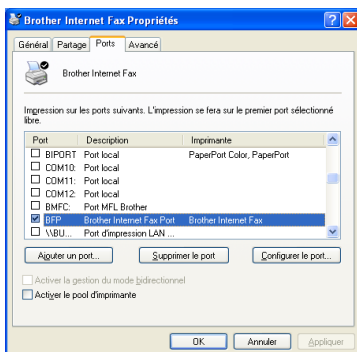 Brother Internet Fax Propriétés
Général Partage Ports Avancé
Brother Internet Fax
Impression sur les ports suivants. L'impression se fera sur le premier port sélectionné
libre.
Port Description Imprimante
BIPORT Port local PaperPort Color, PaperPort
COM10: Port local
COM11: Port local
COM12: Port local
BMFC: Port MFL Brother
BFP Brother Internet Fax Port Brother Internet Fax
\\BU... Port d'impression LAN ...
Ajouter un port... Supprimer le port Configurer le port...
Activer la gestion du mode bidirectionnel
Activer le pool d'imprimante
OK Annuler Appliquer